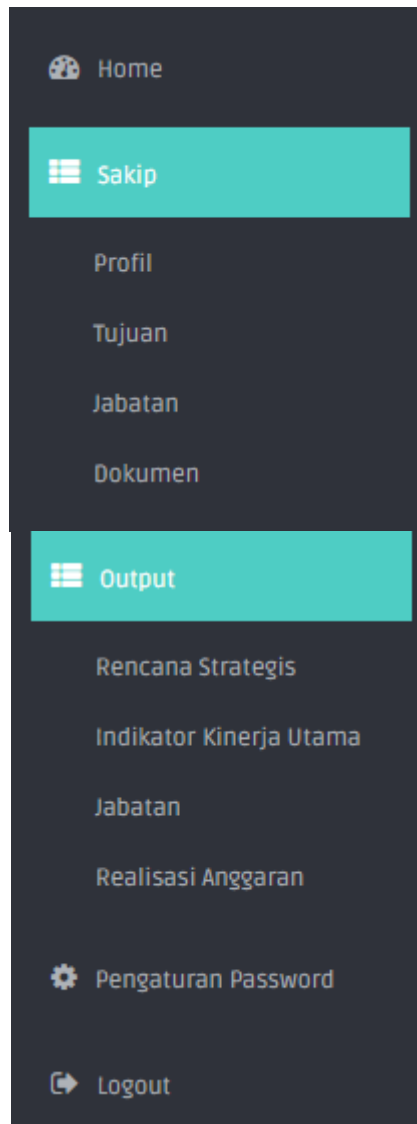 Home
Sakip
Profil
Tujuan
Jabatan
Dokumen
Output
Rencana Strategis
Indikator Kinerja Utama
Jabatan
Realisasi Anggaran
Pengaturan Password
Logout